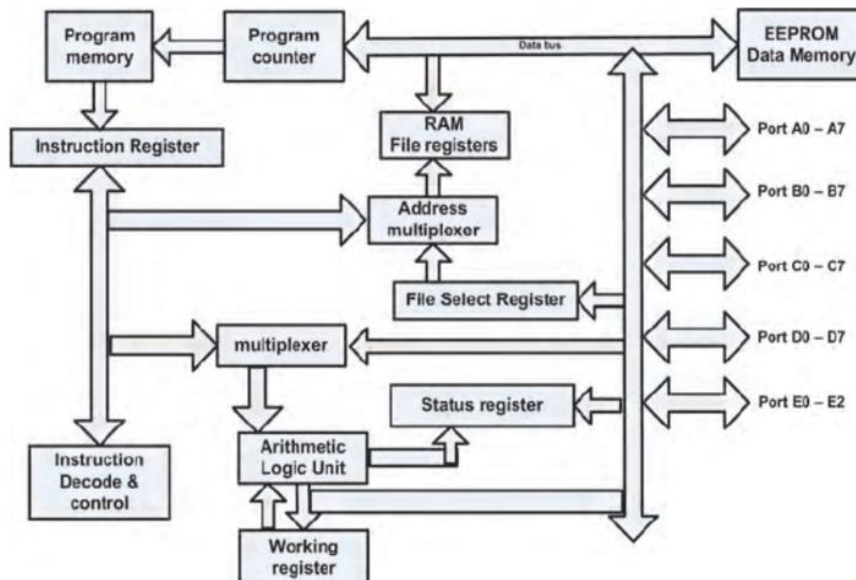 Program
memory
Program
counter
Data bus
EEPROM
Data Memory
Instruction Register
RAM
File registers
Port A0 – A7
Address
multiplexer
Port B0 – B7
File Select Register
Port C0 – C7
multiplexer
Port D0 – D7
Status register
Port E0 – E2
Instruction
Decode &
control
Arithmetic
Logic Unit
Working
register